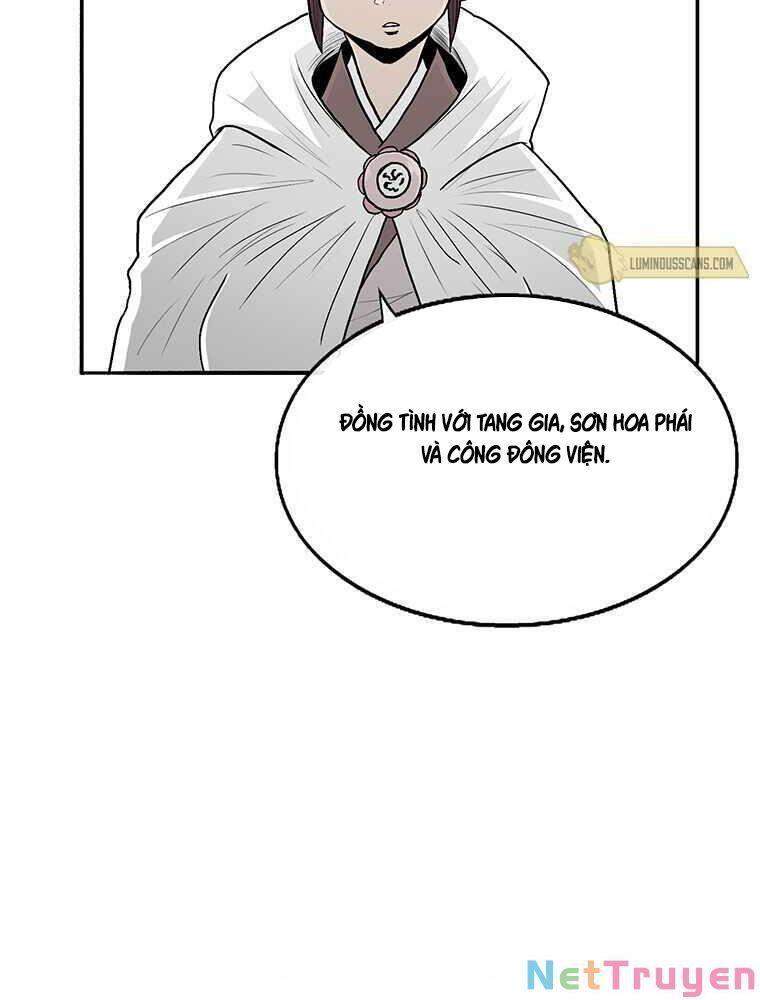 LUMINOUSSCANS.COM
ĐỒNG TÌNH VỚI TANG GIA, SƠN HOA PHÁI
VÀ CÔNG ĐÔNG VIỆN.
NetTruyen